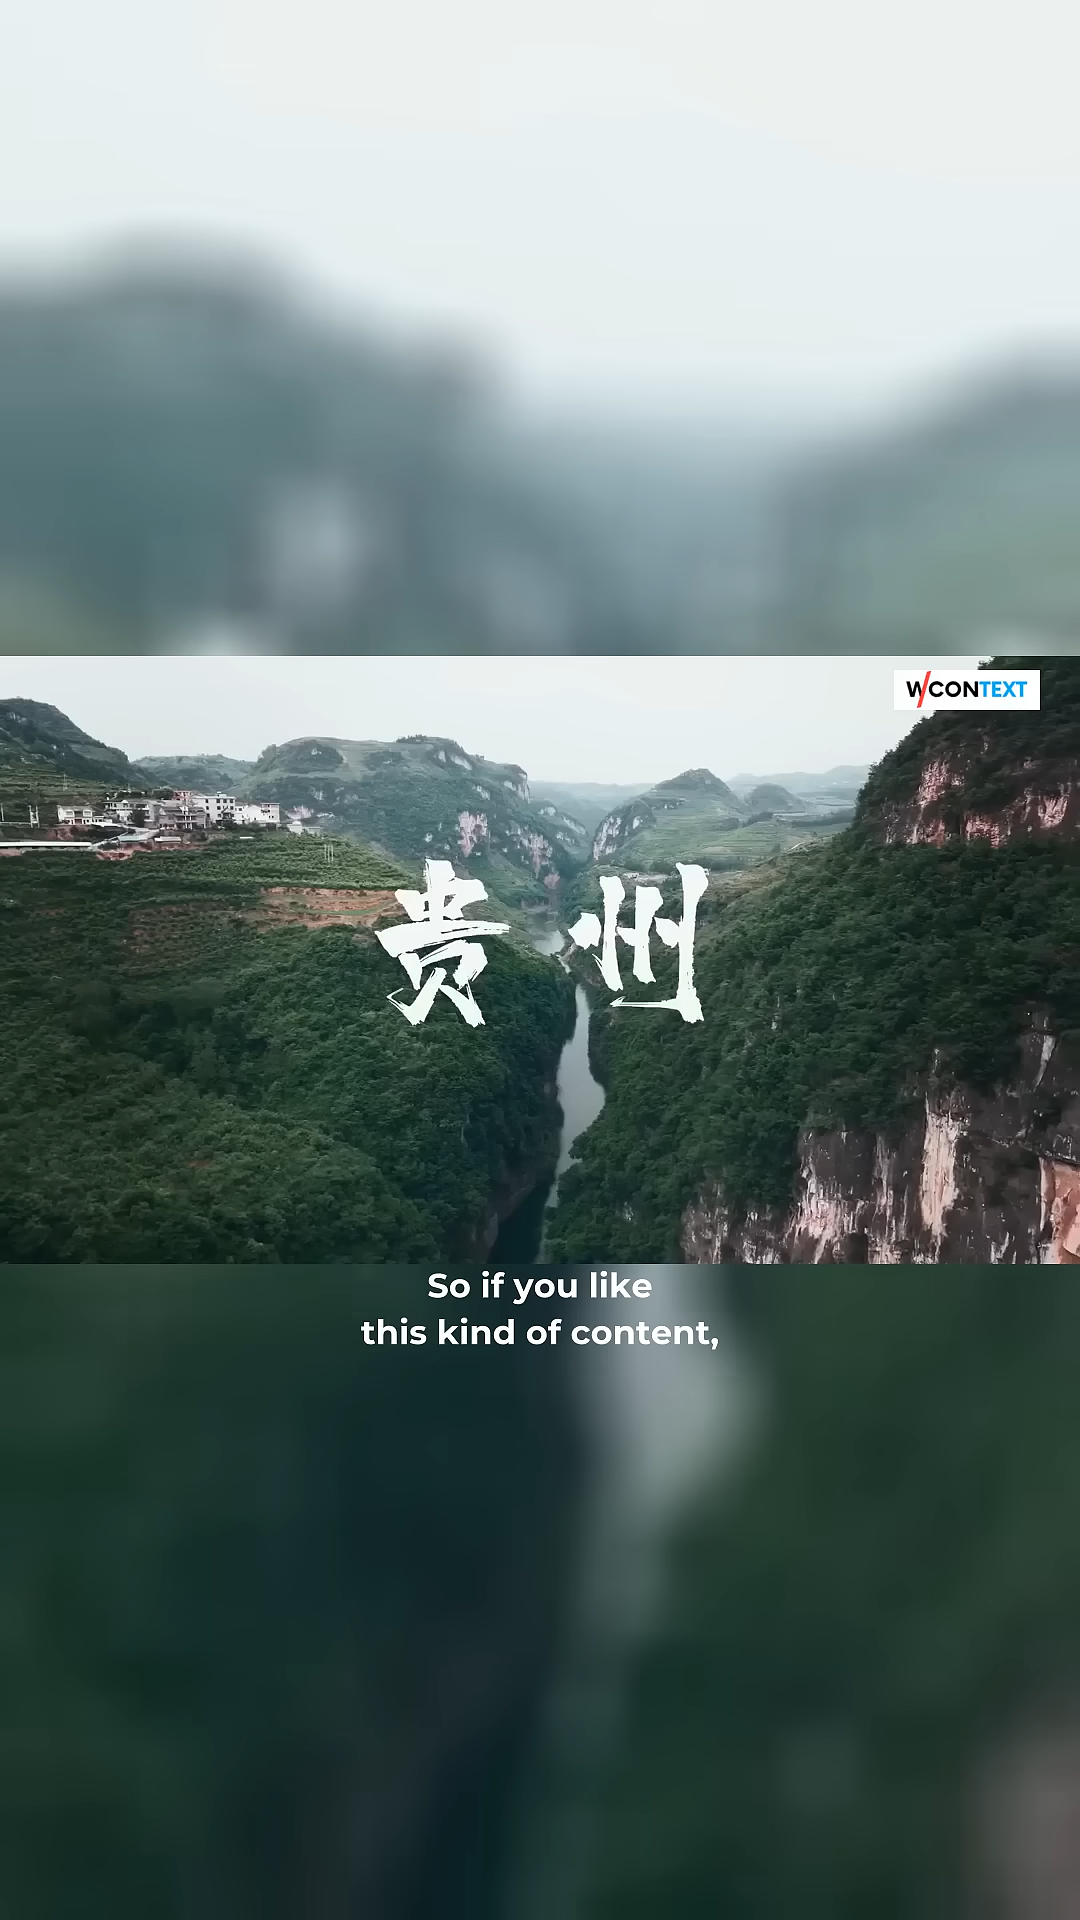 W/CONTEXT
贵州
So if you like
this kind of content,